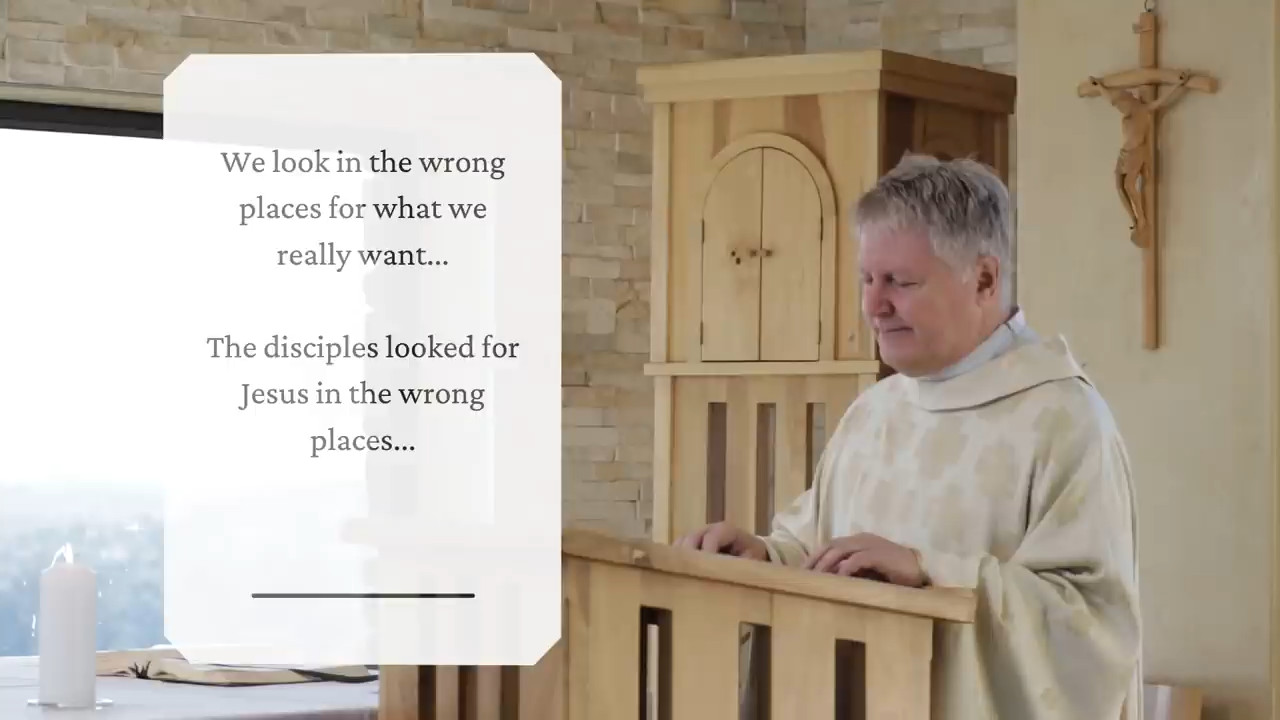 We look in the wrong
places for what we
really want...
The disciples looked for
Jesus in the wrong
places...